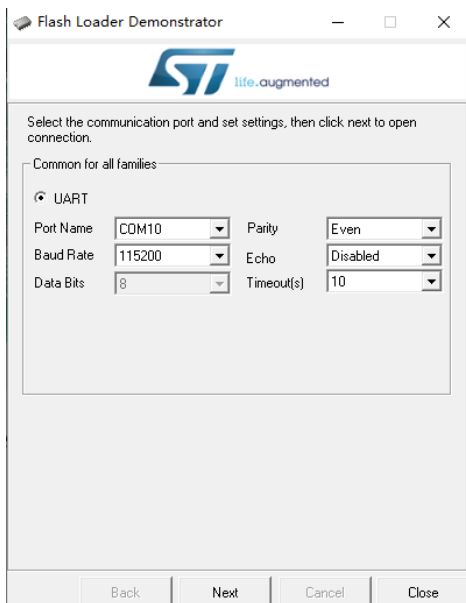 Flash Loader Demonstrator
ST life.augmented
Select the communication port and set settings, then click next to open
connection.
Common for all families
UART
Port Name COM10 Parity Even
Baud Rate 115200 Echo Disabled
Data Bits 8 Timeout(s) 10
Back Next Cancel Close